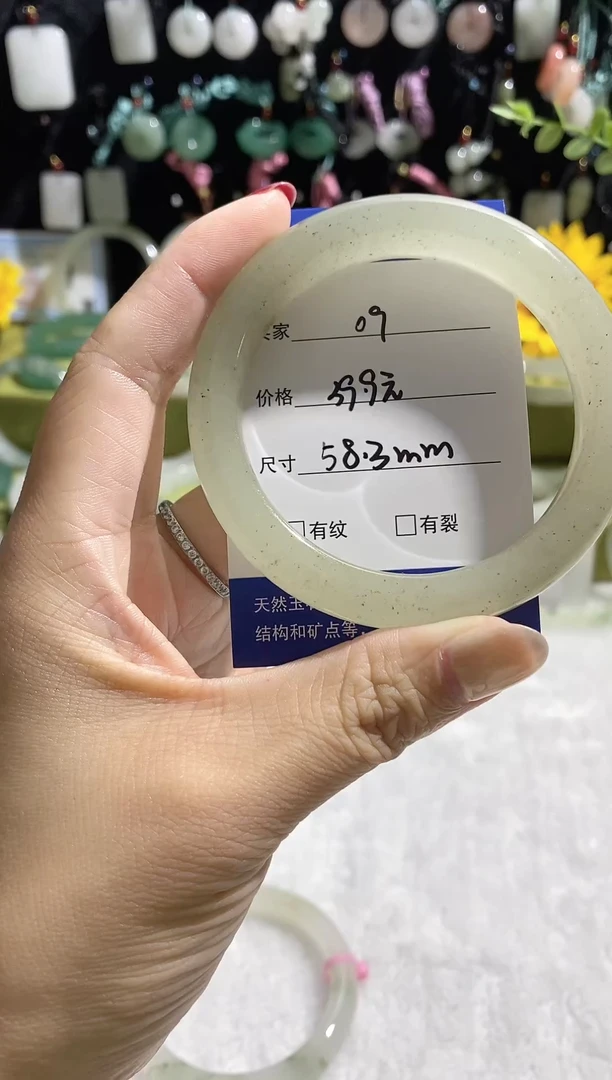 家 09
价格 399元
尺寸 58.3mm
□有纹 □有裂
天然玉
结构和矿点等.